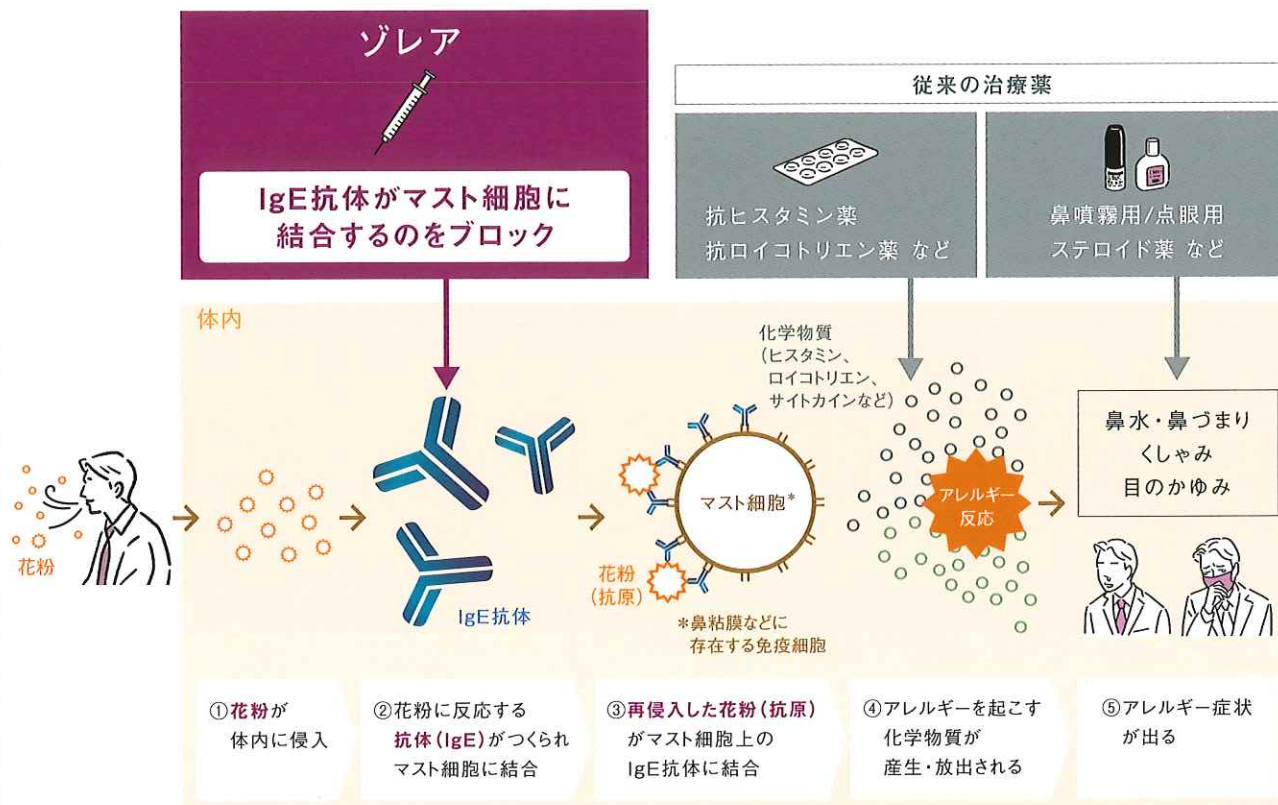 ゾレア
IgE抗体がマスト細胞に
結合するのをブロック
従来の治療薬
抗ヒスタミン薬
抗ロイコトリエン薬 など
鼻噴霧用/点眼用
ステロイド薬 など
体内
花粉
IgE抗体
花粉
(抗原)
マスト細胞*
*鼻粘膜などに
存在する免疫細胞
化学物質
(ヒスタミン、
ロイコトリエン、
サイトカインなど)
アレルギー
反応
鼻水・鼻づまり
くしゃみ
目のかゆみ
①花粉が
体内に侵入
②花粉に反応する
抗体(IgE)がつくられ
マスト細胞に結合
③再侵入した花粉(抗原)
がマスト細胞上の
IgE抗体に結合
④アレルギーを起こす
化学物質が
産生・放出される
⑤アレルギー症状
が出る